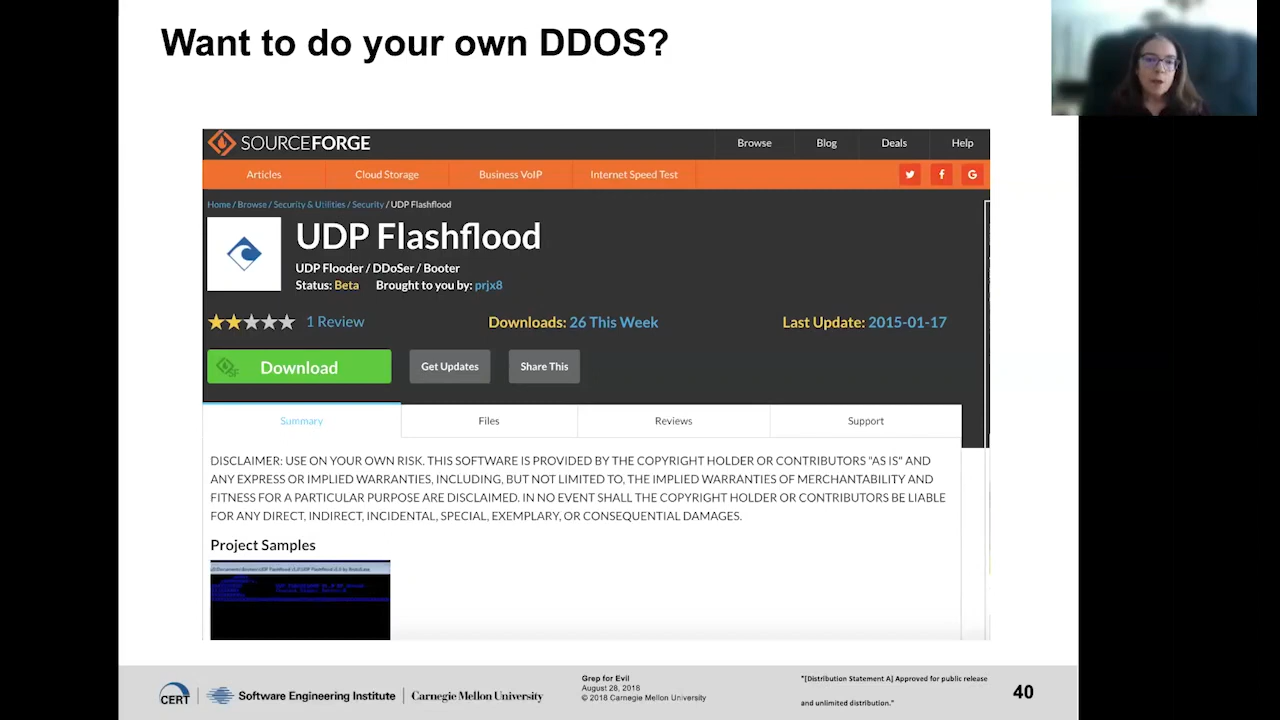 Want to do your own DDOS?
SOURCEFORGE
Browse Blog Deals Help
Articles Cloud Storage Business VoIP Internet Speed Test
Home / Browse / Security & Utilities / Security / UDP Flashflood
UDP Flashflood
UDP Flooder / DDoSer / Booter
Status: Beta Brought to you by: prjx8
1 Review Downloads: 26 This Week Last Update: 2015-01-17
SF Download Get Updates Share This
Summary Files Reviews Support
DISCLAIMER: USE ON YOUR OWN RISK. THIS SOFTWARE IS PROVIDED BY THE COPYRIGHT HOLDER OR CONTRIBUTORS "AS IS" AND
ANY EXPRESS OR IMPLIED WARRANTIES, INCLUDING, BUT NOT LIMITED TO, THE IMPLIED WARRANTIES OF MERCHANTABILITY AND
FITNESS FOR A PARTICULAR PURPOSE ARE DISCLAIMED. IN NO EVENT SHALL THE COPYRIGHT HOLDER OR CONTRIBUTORS BE LIABLE
FOR ANY DIRECT, INDIRECT, INCIDENTAL, SPECIAL, EXEMPLARY, OR CONSEQUENTIAL DAMAGES.
Project Samples
CERT Software Engineering Institute Carnegie Mellon University
Grep for Evil
August 28, 2018
© 2018 Carnegie Mellon University
"[Distribution Statement A] Approved for public release
and unlimited distribution."
40